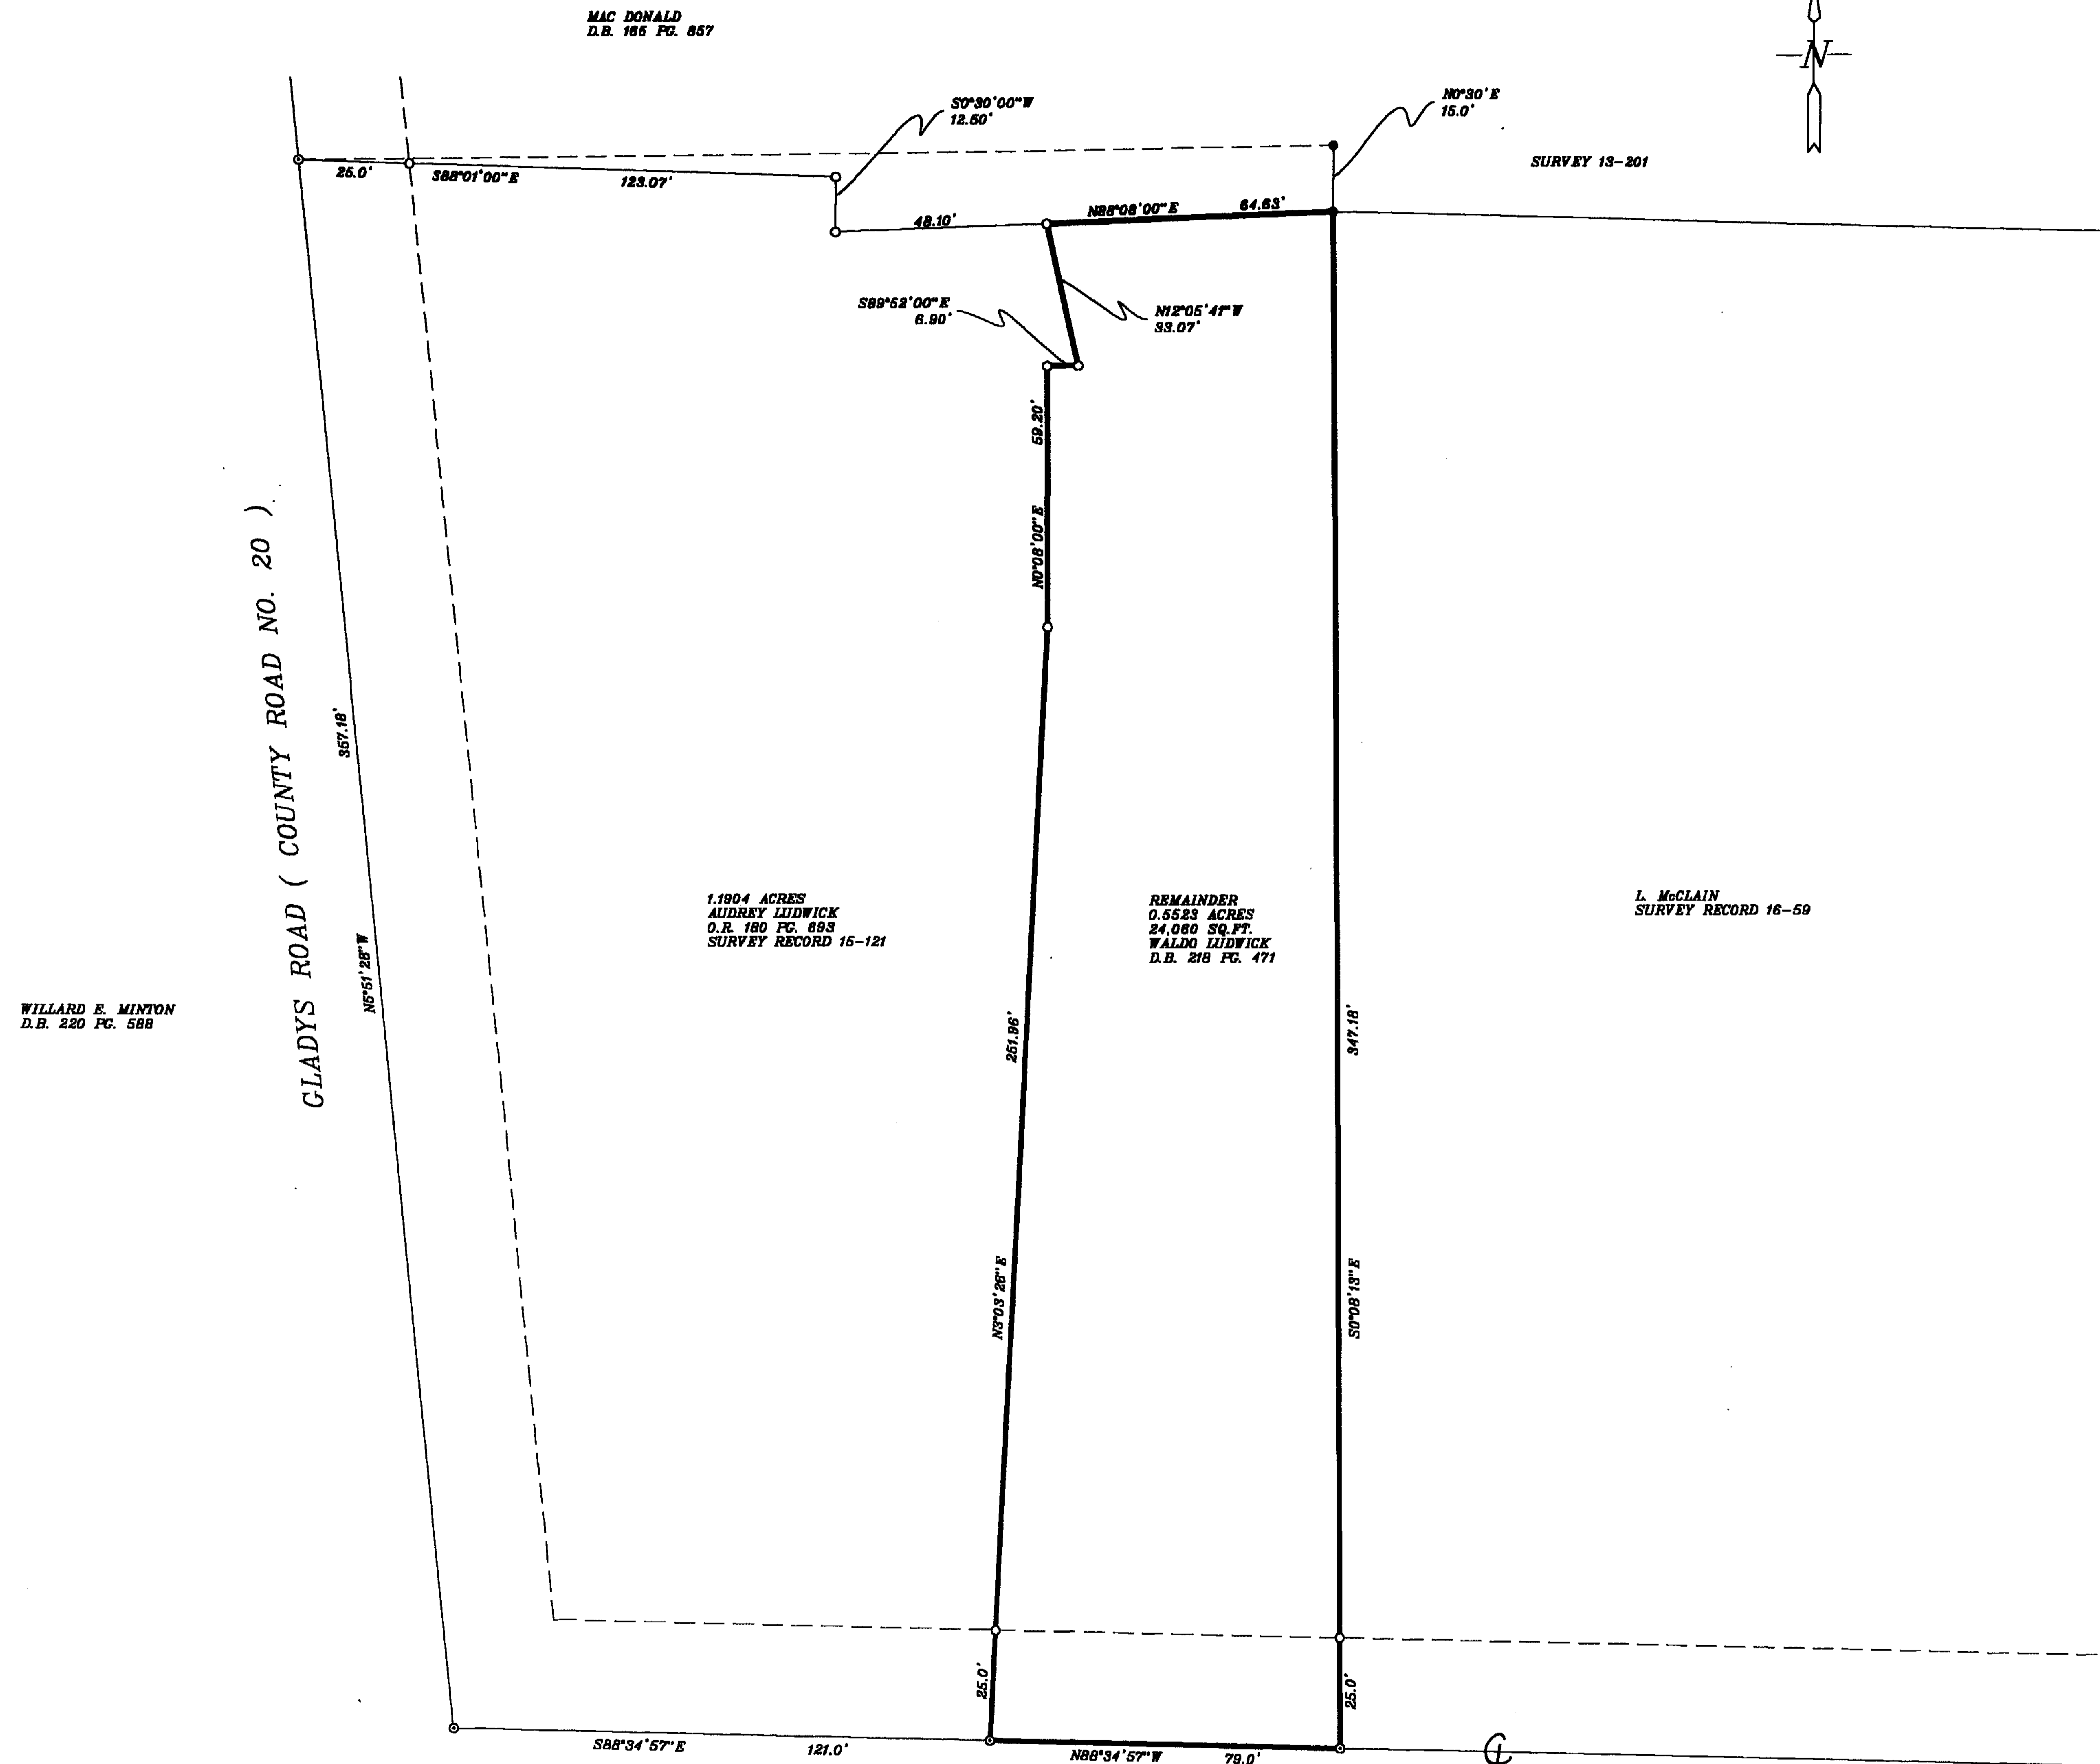 MAC DONALD
D.B. 165 PG. 857
N
S0°30'00"W
12.50'
N0°30'E
15.0'
SURVEY 13-201
25.0'
S88°01'00"E
123.07'
48.10'
N88°08'00"E
64.63'
S89°52'00"E
6.90'
N12°05'41"W
33.07'
59.20'
N0°08'00"E
GLADYS ROAD ( COUNTY ROAD NO. 20 )
357.18'
N5°51'28"W
1.1904 ACRES
AUDREY LUDWICK
O.R. 180 PG. 693
SURVEY RECORD 15-121
REMAINDER
0.5523 ACRES
24,060 SQ.FT.
WALDO LUDWICK
D.B. 218 PG. 471
L. McCLAIN
SURVEY RECORD 16-59
WILLARD E. MINTON
D.B. 220 PG. 588
251.96'
347.18'
N3°03'26"E
S0°08'13"E
25.0'
25.0'
S88°34'57"E
121.0'
N88°34'57"W
79.0'
℄